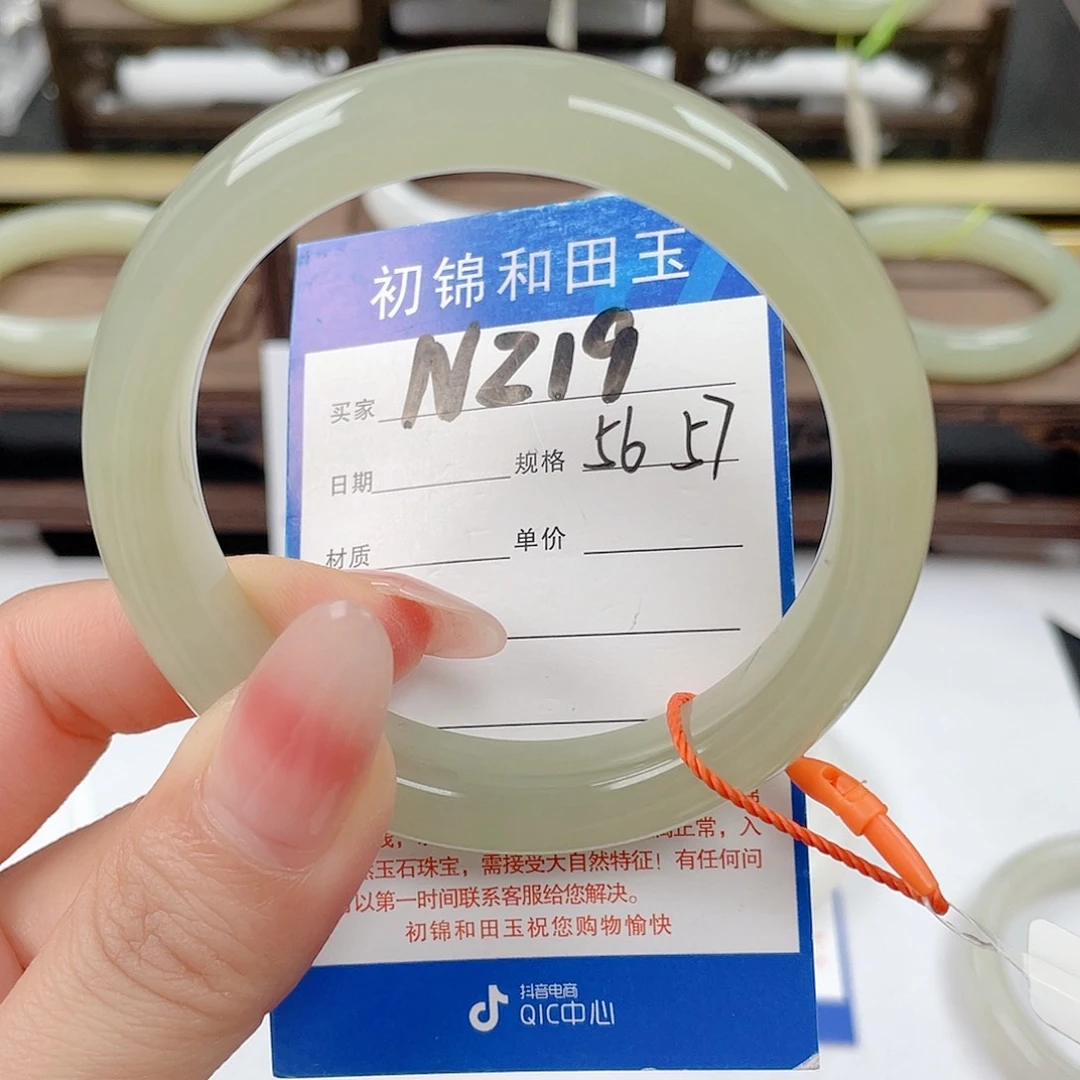 初锦和田玉
买家 NZ19
日期 规格 56 57
材质 单价
正常，入
玉石珠宝，需接受大自然特征！有任何问
以第一时间联系客服给您解决。
初锦和田玉祝您购物愉快
抖音电商
QIC中心